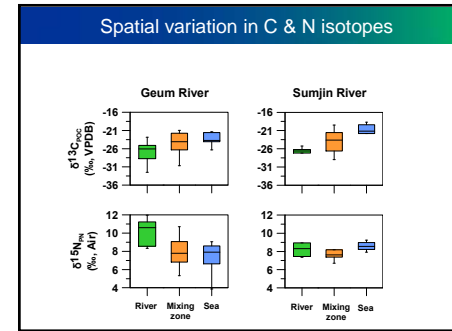 Spatial variation in C & N isotopes
Geum River
Sumjin River
δ13CPOC
(‰, VPDB)
-16
-21
-26
-31
-36
-16
-21
-26
-31
-36
δ15NPN
(‰, Air)
12
10
8
6
4
12
10
8
6
4
River
Mixing
zone
Sea
River
Mixing
zone
Sea